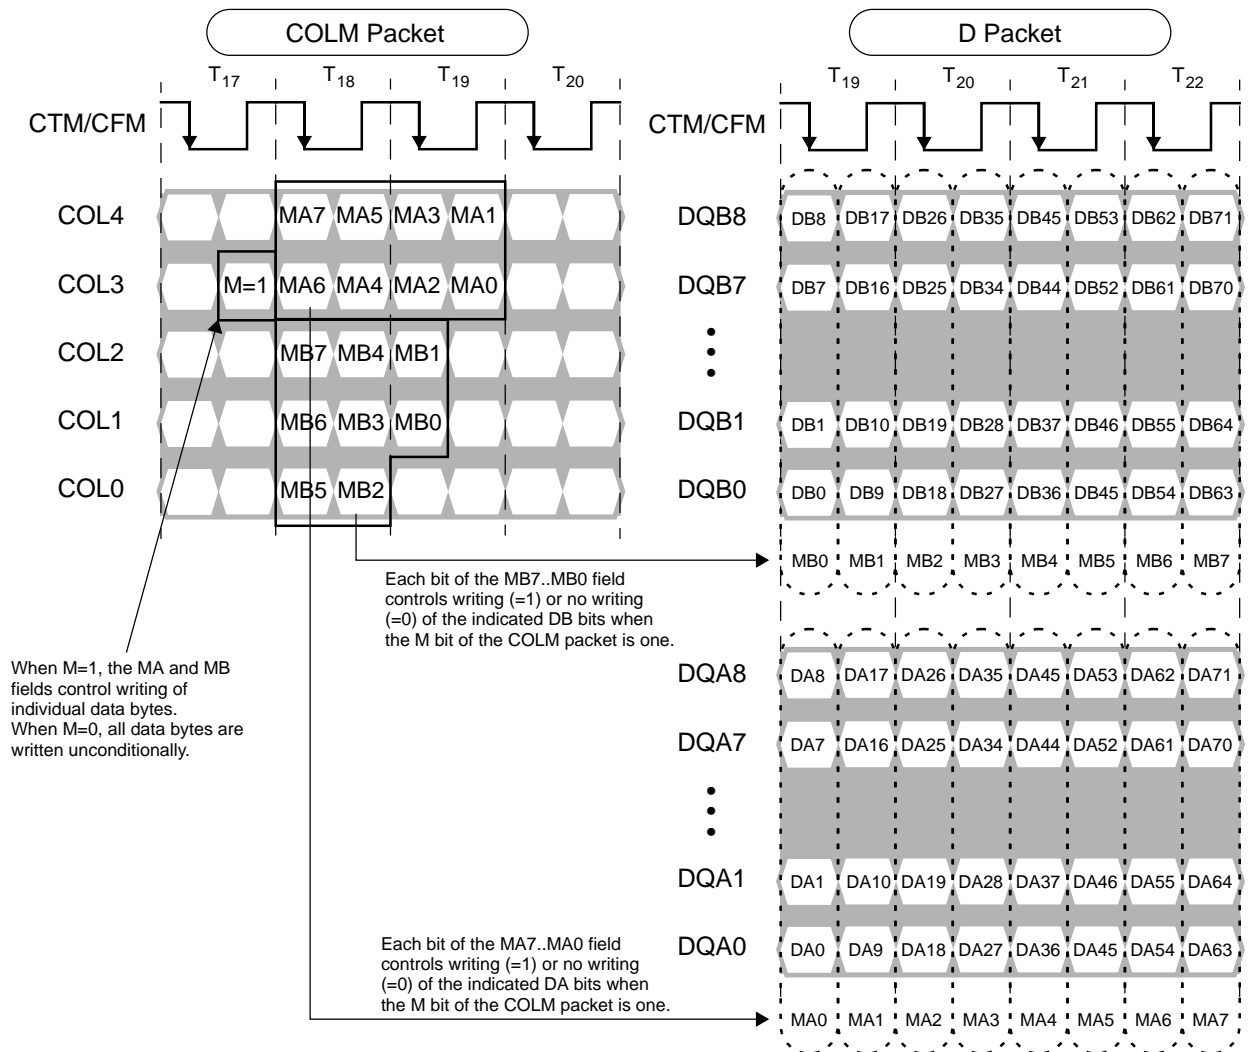 COLM Packet
D Packet
T17 T18 T19 T20
T19 T20 T21 T22
CTM/CFM
CTM/CFM
COL4 MA7 MA5 MA3 MA1
COL3 M=1 MA6 MA4 MA2 MA0
COL2 MB7 MB4 MB1
COL1 MB6 MB3 MB0
COL0 MB5 MB2
DQB8 DB8 DB17 DB26 DB35 DB45 DB53 DB62 DB71
DQB7 DB7 DB16 DB25 DB34 DB44 DB52 DB61 DB70
DQB1 DB1 DB10 DB19 DB28 DB37 DB46 DB55 DB64
DQB0 DB0 DB9 DB18 DB27 DB36 DB45 DB54 DB63
MB0 MB1 MB2 MB3 MB4 MB5 MB6 MB7
Each bit of the MB7..MB0 field
controls writing (=1) or no writing
(=0) of the indicated DB bits when
the M bit of the COLM packet is one.
When M=1, the MA and MB
fields control writing of
individual data bytes.
When M=0, all data bytes are
written unconditionally.
DQA8 DA8 DA17 DA26 DA35 DA45 DA53 DA62 DA71
DQA7 DA7 DA16 DA25 DA34 DA44 DA52 DA61 DA70
DQA1 DA1 DA10 DA19 DA28 DA37 DA46 DA55 DA64
DQA0 DA0 DA9 DA18 DA27 DA36 DA45 DA54 DA63
Each bit of the MA7..MA0 field
controls writing (=1) or no writing
(=0) of the indicated DA bits when
the M bit of the COLM packet is one.
MA0 MA1 MA2 MA3 MA4 MA5 MA6 MA7